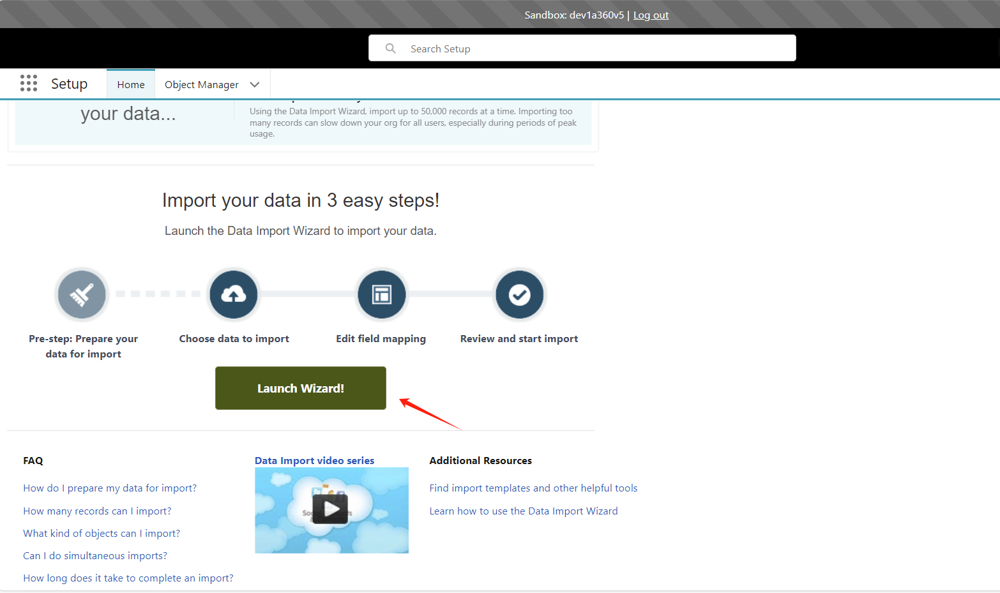 Sandbox: dev1a360v5 | Log out
Search Setup
Setup
Home
Object Manager
your data...
Using the Data Import Wizard, import up to 50,000 records at a time. Importing too
many records can slow down your org for all users, especially during periods of peak
usage.
Import your data in 3 easy steps!
Launch the Data Import Wizard to import your data.
Pre-step: Prepare your
data for import
Choose data to import
Edit field mapping
Review and start import
Launch Wizard!
FAQ
How do I prepare my data for import?
How many records can I import?
What kind of objects can I import?
Can I do simultaneous imports?
How long does it take to complete an import?
Data Import video series
Additional Resources
Find import templates and other helpful tools
Learn how to use the Data Import Wizard